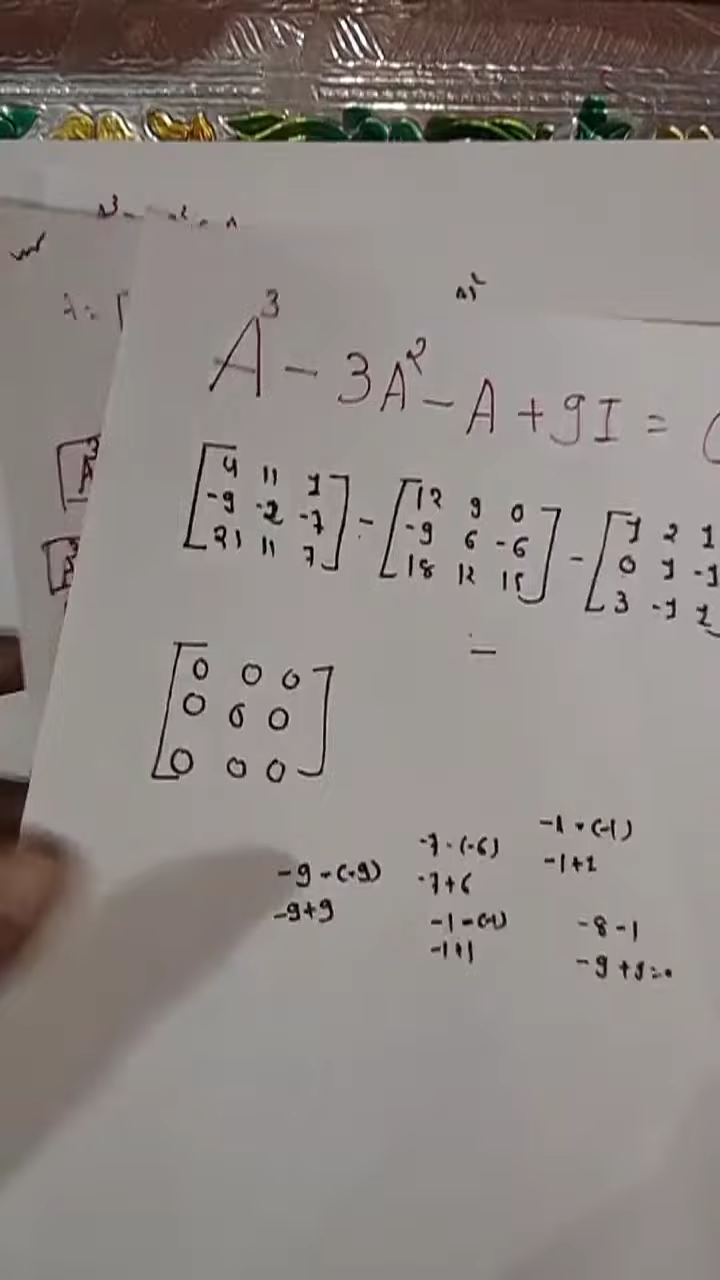 A³ - 3A² - A + 9I =
[4 11 1] - [12 9 0] - [1 2 1
[-9 -2 -7] - [-9 6 -6] - [0 1 -1
[21 11 7] - [18 12 15] - [3 -1 1
=
[0 0 0]
[0 0 0]
[0 0 0]
-9-(-9)
-9+9
-7-(-6)
-7+6
-1-(-1)
-1+1
-1-(-1)
-1+1
-8-1
-9+9=0